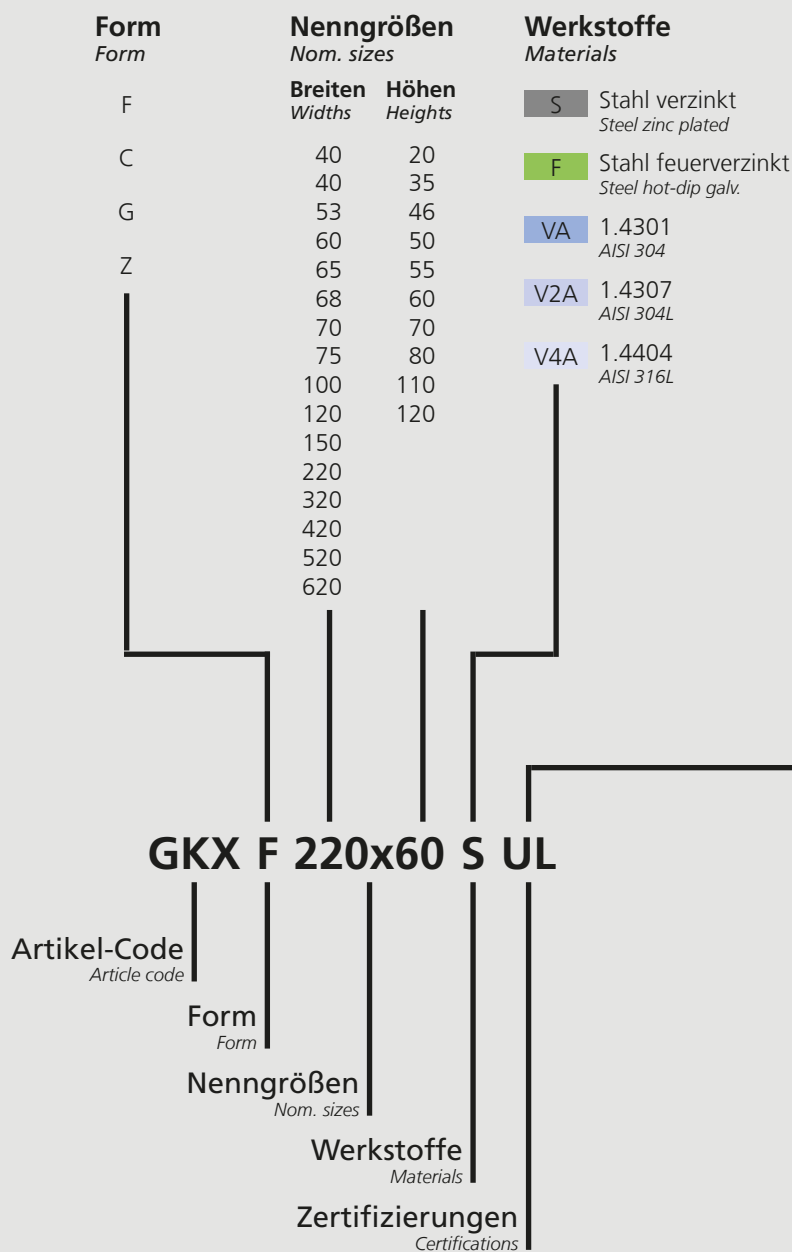 Form
Form
F
C
G
Z
Nenngrößen
Nom. sizes
Breiten Höhen
Widths Heights
40 20
40 35
53 46
60 50
65 55
68 60
70 70
75 80
100 110
120 120
150
220
320
420
520
620
Werkstoffe
Materials
S Stahl verzinkt
Steel zinc plated
F Stahl feuerverzinkt
Steel hot-dip galv.
VA 1.4301
AISI 304
V2A 1.4307
AISI 304L
V4A 1.4404
AISI 316L
GKX F 220x60 S UL
Artikel-Code
Article code
Form
Form
Nenngrößen
Nom. sizes
Werkstoffe
Materials
Zertifizierungen
Certifications